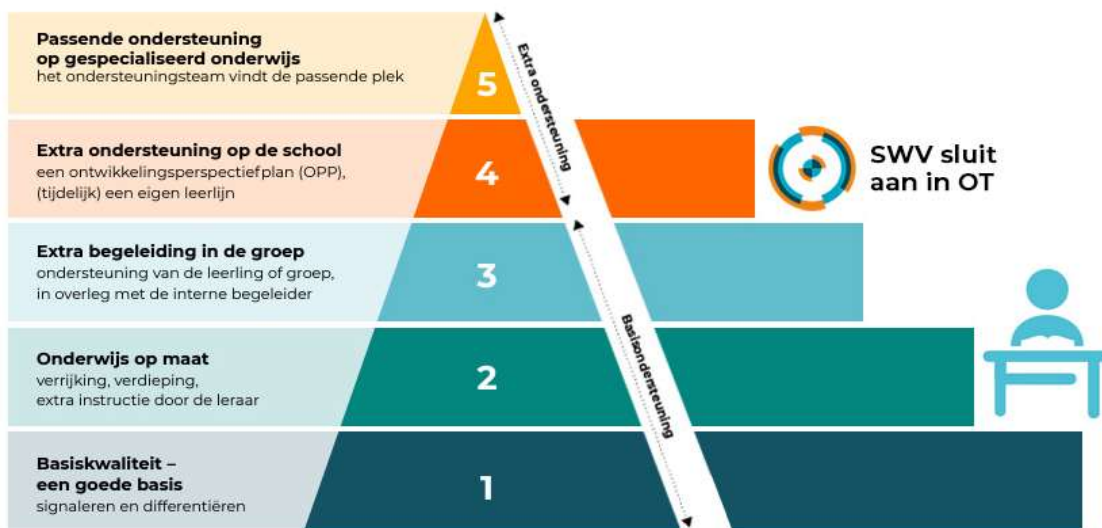 Passende ondersteuning
op gespecialiseerd onderwijs
het ondersteuningsteam vindt de passende plek
5
Extra ondersteuning
Extra ondersteuning op de school
een ontwikkelingsperspectiefplan (OPP),
(tijdelijk) een eigen leerlijn
4
SWV sluit
aan in OT
Extra begeleiding in de groep
ondersteuning van de leerling of groep,
in overleg met de interne begeleider
3
Basisondersteuning
Onderwijs op maat
verrijking, verdieping,
extra instructie door de leraar
2
Basiskwaliteit –
een goede basis
signaleren en differentiëren
1